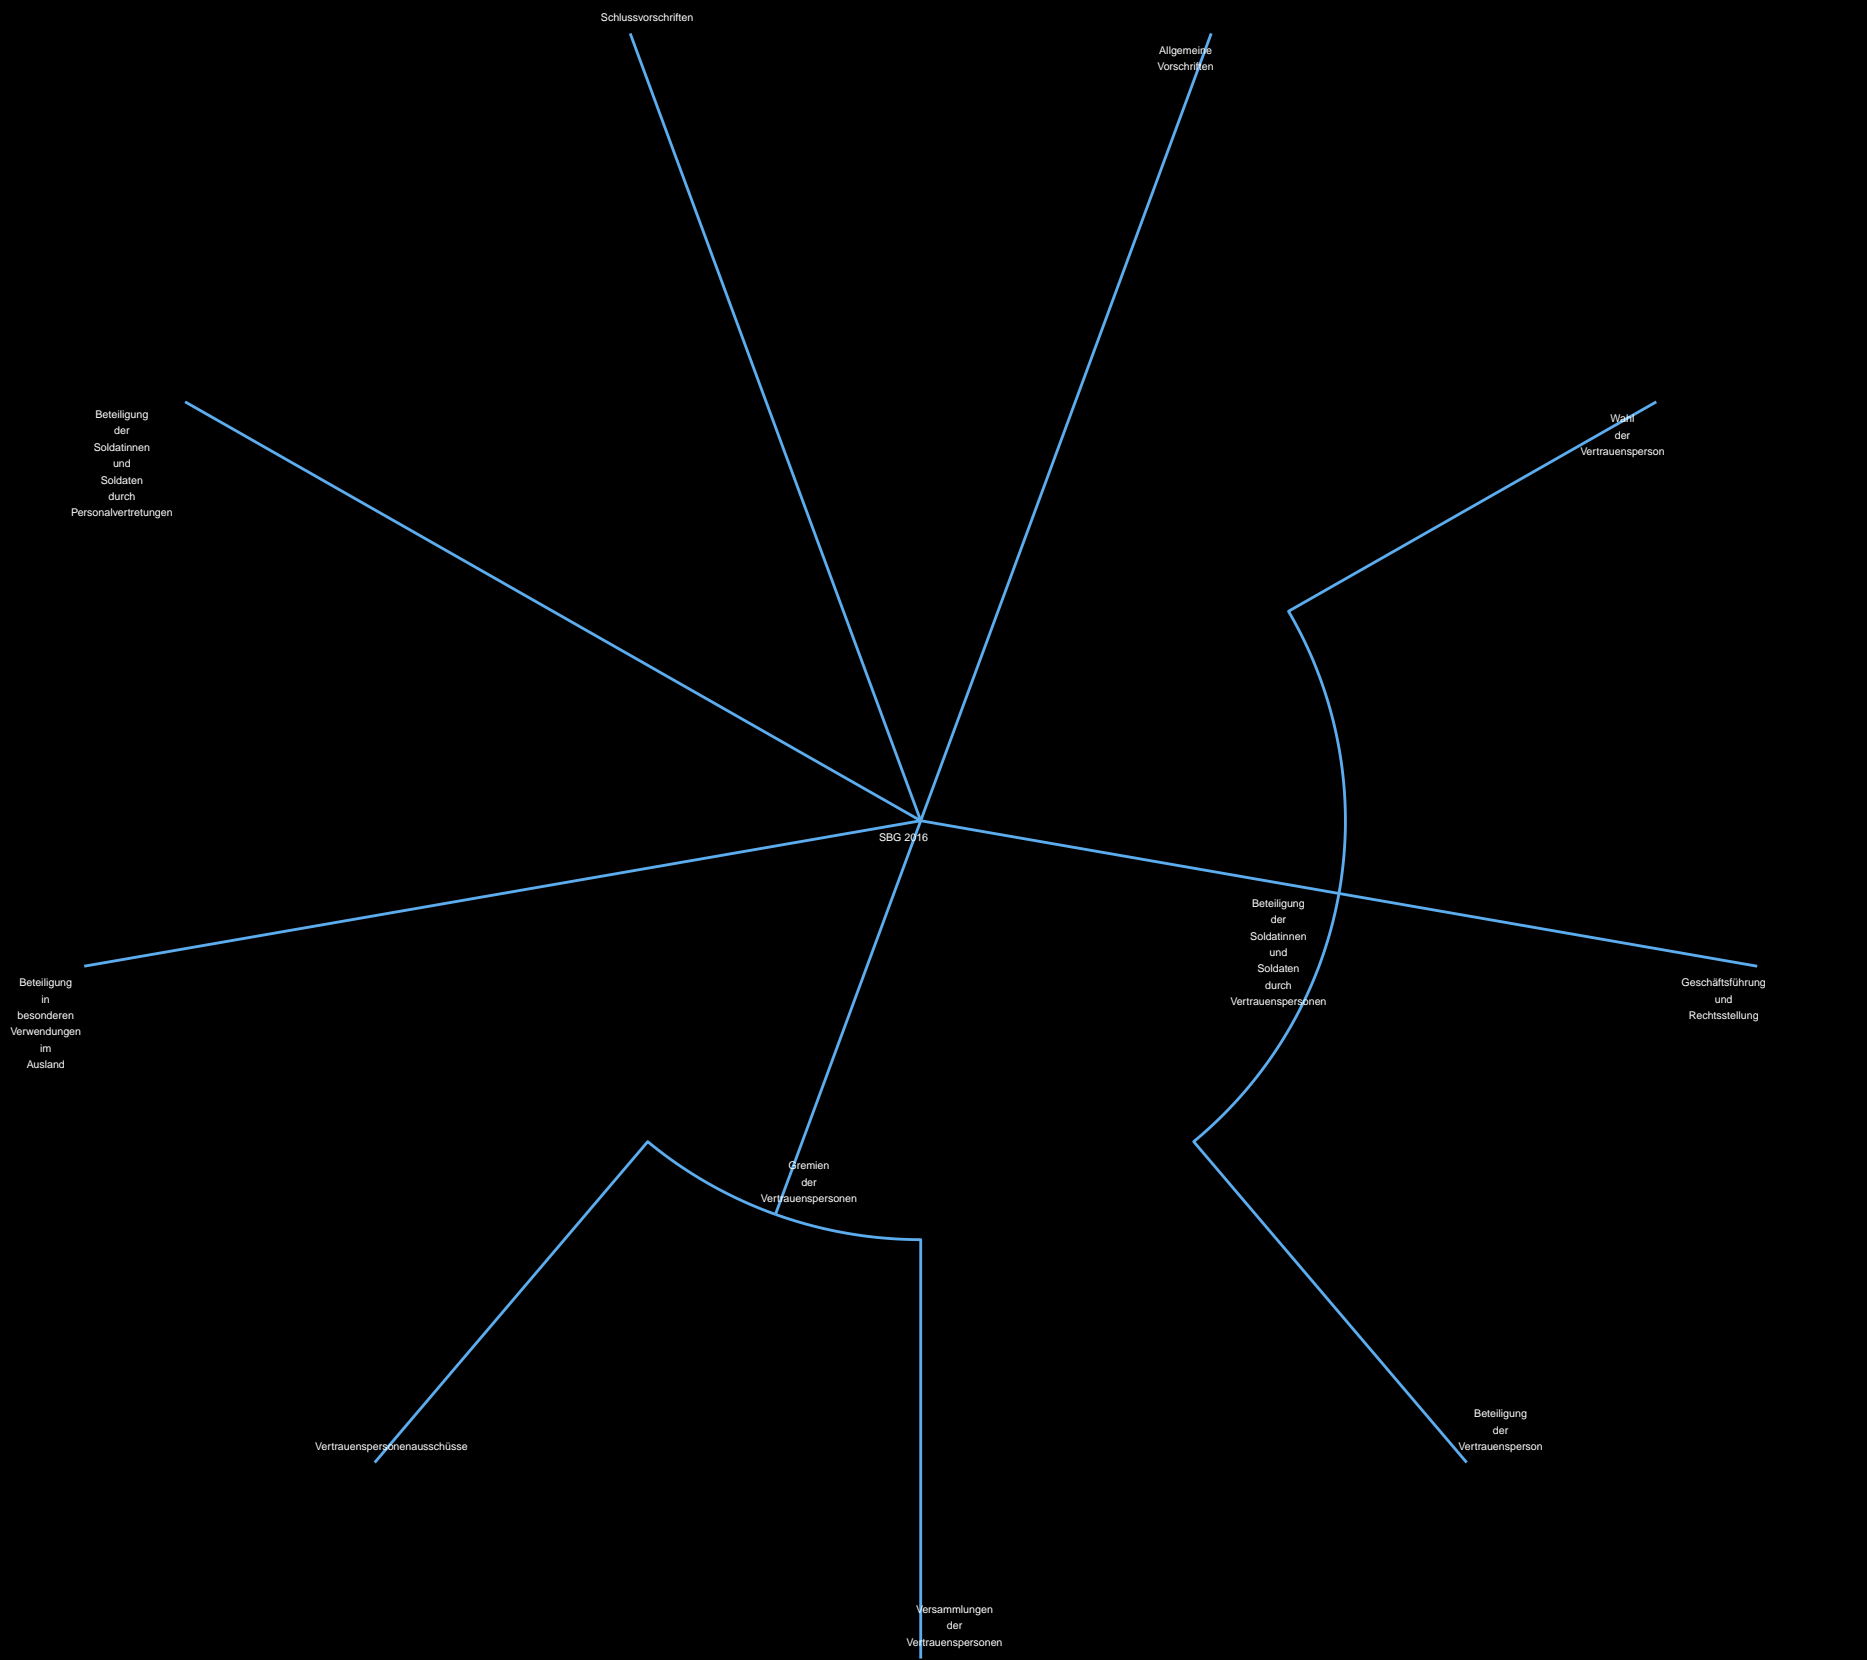 Schlussvorschriften
Allgemeine
Vorschriften
Beteiligung
der
Soldatinnen
und
Soldaten
durch
Personalvertretungen
Wahl
der
Vertrauensperson
SBG 2016
Beteiligung
der
Soldatinnen
und
Soldaten
durch
Vertrauenspersonen
Beteiligung
in
besonderen
Verwendungen
im
Ausland
Geschäftsführung
und
Rechtsstellung
Gremien
der
Vertrauenspersonen
Beteiligung
der
Vertrauensperson
Vertrauenspersonenausschüsse
Versammlungen
der
Vertrauenspersonen